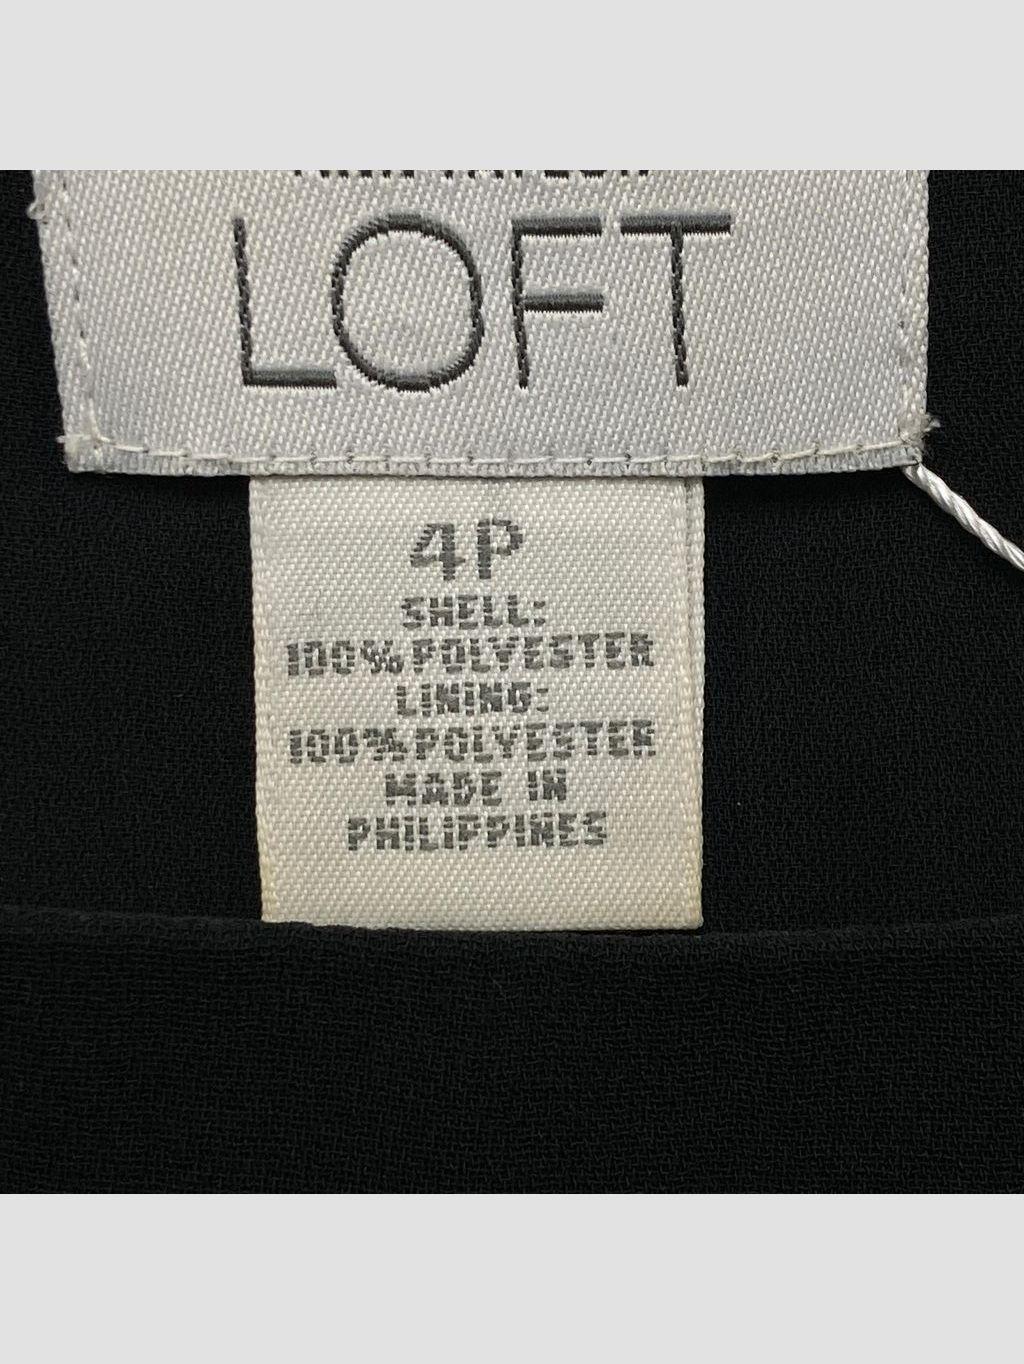 LOFT
4P
SHELL:
100% POLYESTER
LINING:
100% POLYESTER
MADE IN
PHILIPPINES